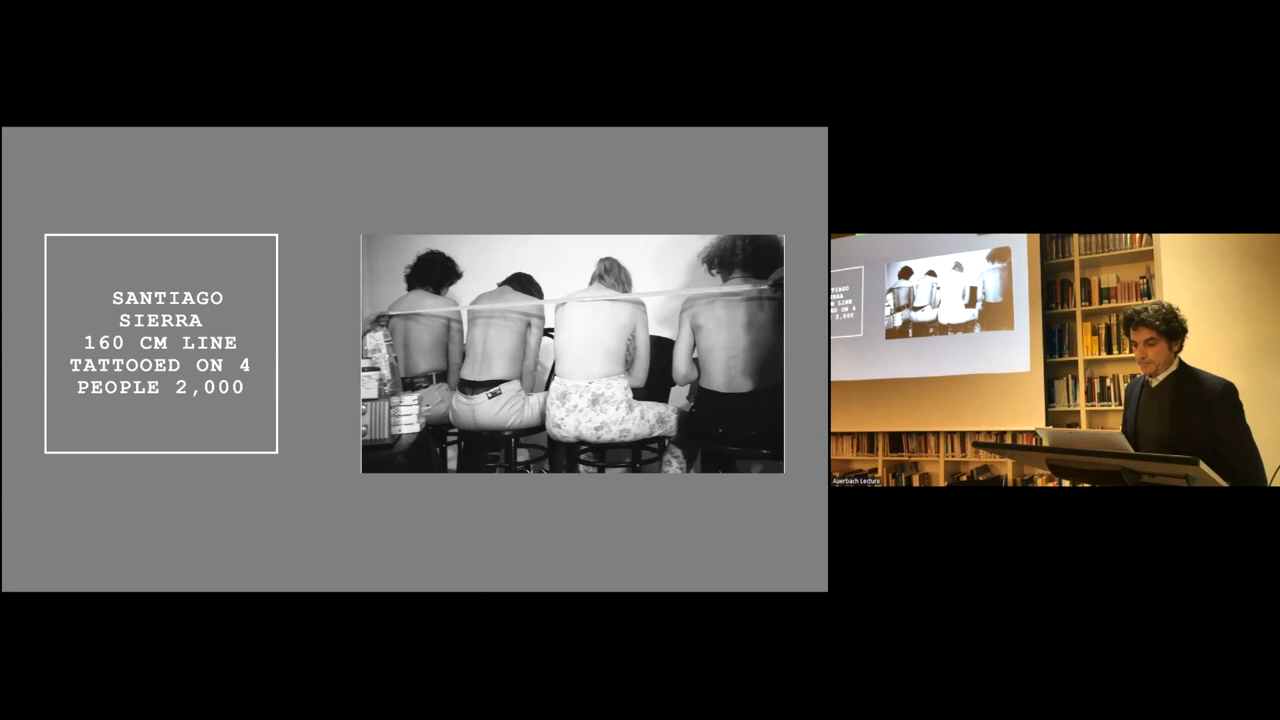 SANTIAGO
SIERRA
160 CM LINE
TATTOOED ON 4
PEOPLE 2,000
Auerbach Lecture